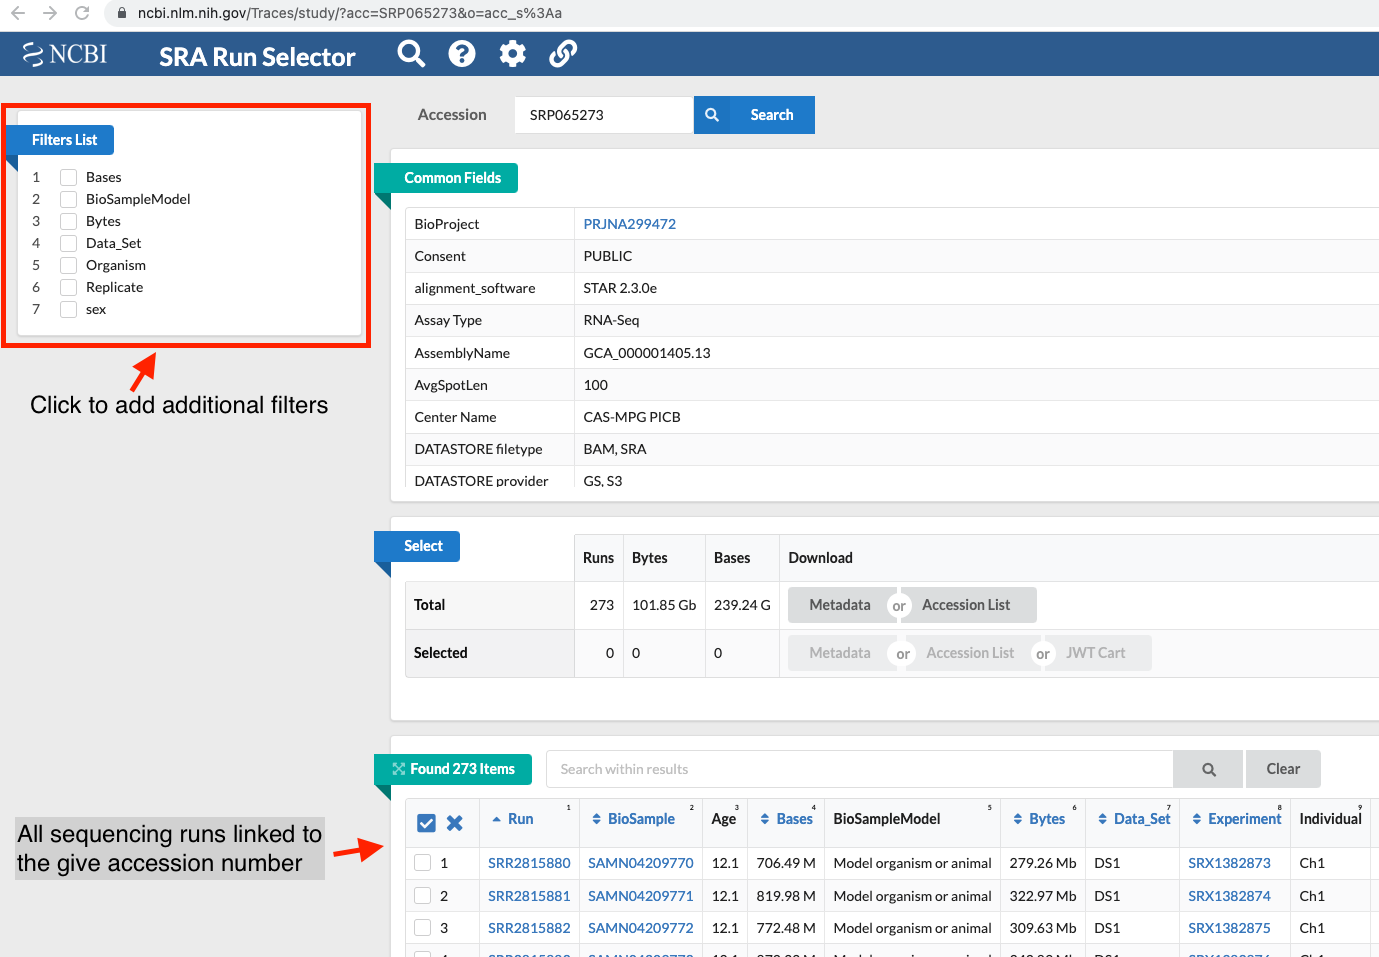 ncbi.nlm.nih.gov/Traces/study/?acc=SRP065273&o=acc_s%3Aa
NCBI SRA Run Selector
Accession SRP065273 Search
Filters List
1 Bases
2 BioSampleModel
3 Bytes
4 Data_Set
5 Organism
6 Replicate
7 sex
Click to add additional filters
Common Fields
BioProject PRJNA299472
Consent PUBLIC
alignment_software STAR 2.3.0e
Assay Type RNA-Seq
AssemblyName GCA_000001405.13
AvgSpotLen 100
Center Name CAS-MPG PICB
DATASTORE filetype BAM, SRA
DATASTORE provider GS, S3
Select
Runs Bytes Bases Download
Total 273 101.85 Gb 239.24 G Metadata or Accession List
Selected 0 0 0 Metadata or Accession List or JWT Cart
Found 273 Items Search within results Clear
All sequencing runs linked to
the give accession number
1 2 3 4 5 6 7 8 9
Run BioSample Age Bases BioSampleModel Bytes Data_Set Experiment Individual
1 SRR2815880 SAMN04209770 12.1 706.49 M Model organism or animal 279.26 Mb DS1 SRX1382873 Ch1
2 SRR2815881 SAMN04209771 12.1 819.98 M Model organism or animal 322.97 Mb DS1 SRX1382874 Ch1
3 SRR2815882 SAMN04209772 12.1 772.48 M Model organism or animal 309.63 Mb DS1 SRX1382875 Ch1